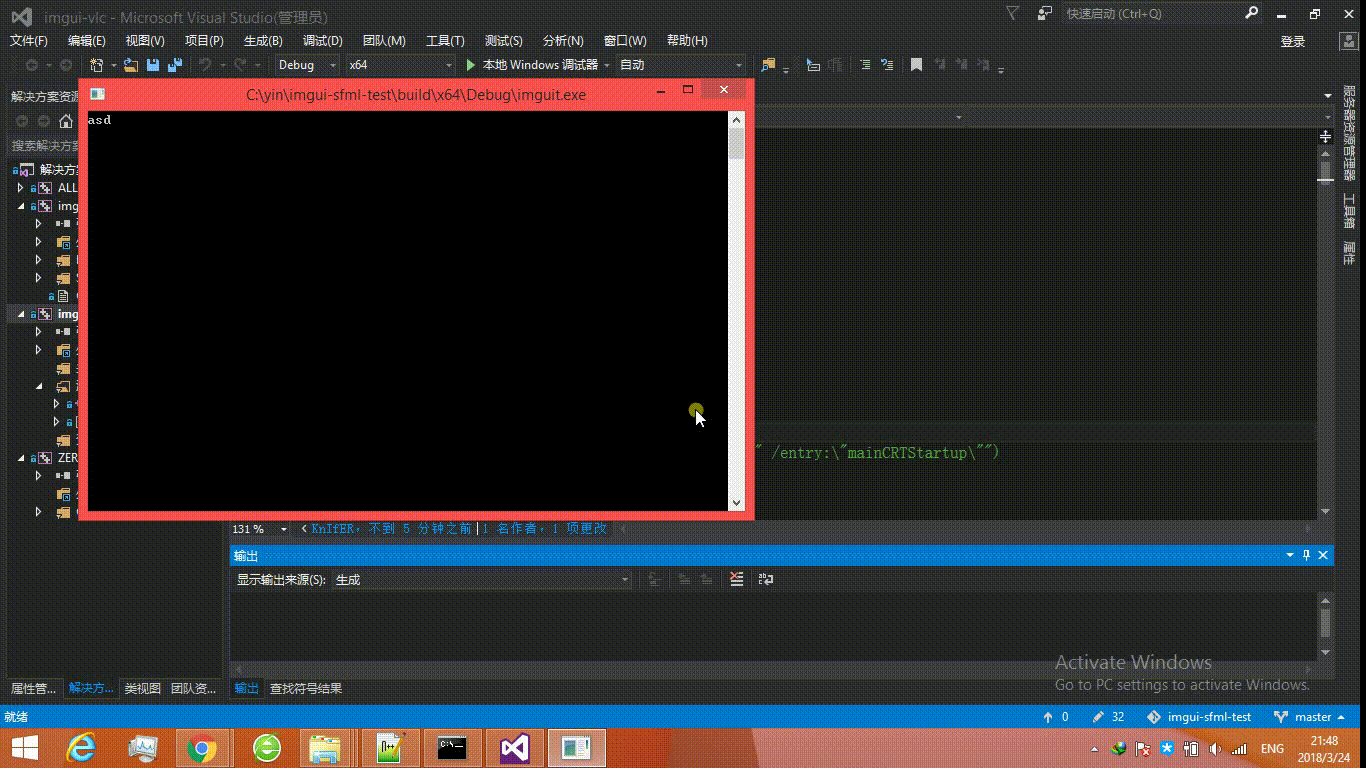 imgui-vlc - Microsoft Visual Studio(管理员)
快速启动 (Ctrl+Q)
文件(F) 编辑(E) 视图(V) 项目(P) 生成(B) 调试(D) 团队(M) 工具(T) 测试(S) 分析(N) 窗口(W) 帮助(H)
登录
Debug x64 本地 Windows 调试器 自动
解决方案资源
C:\yin\imgui-sfml-test\build\x64\Debug\imguit.exe
asd
搜索解决方案
解决方案
ALL
img
img
ZER
服务器资源管理器
工具箱
属性
" /entry:\"mainCRTStartup\"")
131 % KnIfER，不到 5 分钟之前 | 1 名作者，1 项更改
输出
显示输出来源(S): 生成
Activate Windows
Go to PC settings to activate Windows.
属性管... 解决方... 类视图 团队资... 输出 查找符号结果
就绪
0 32 imgui-sfml-test master
ENG
21:48
2018/3/24